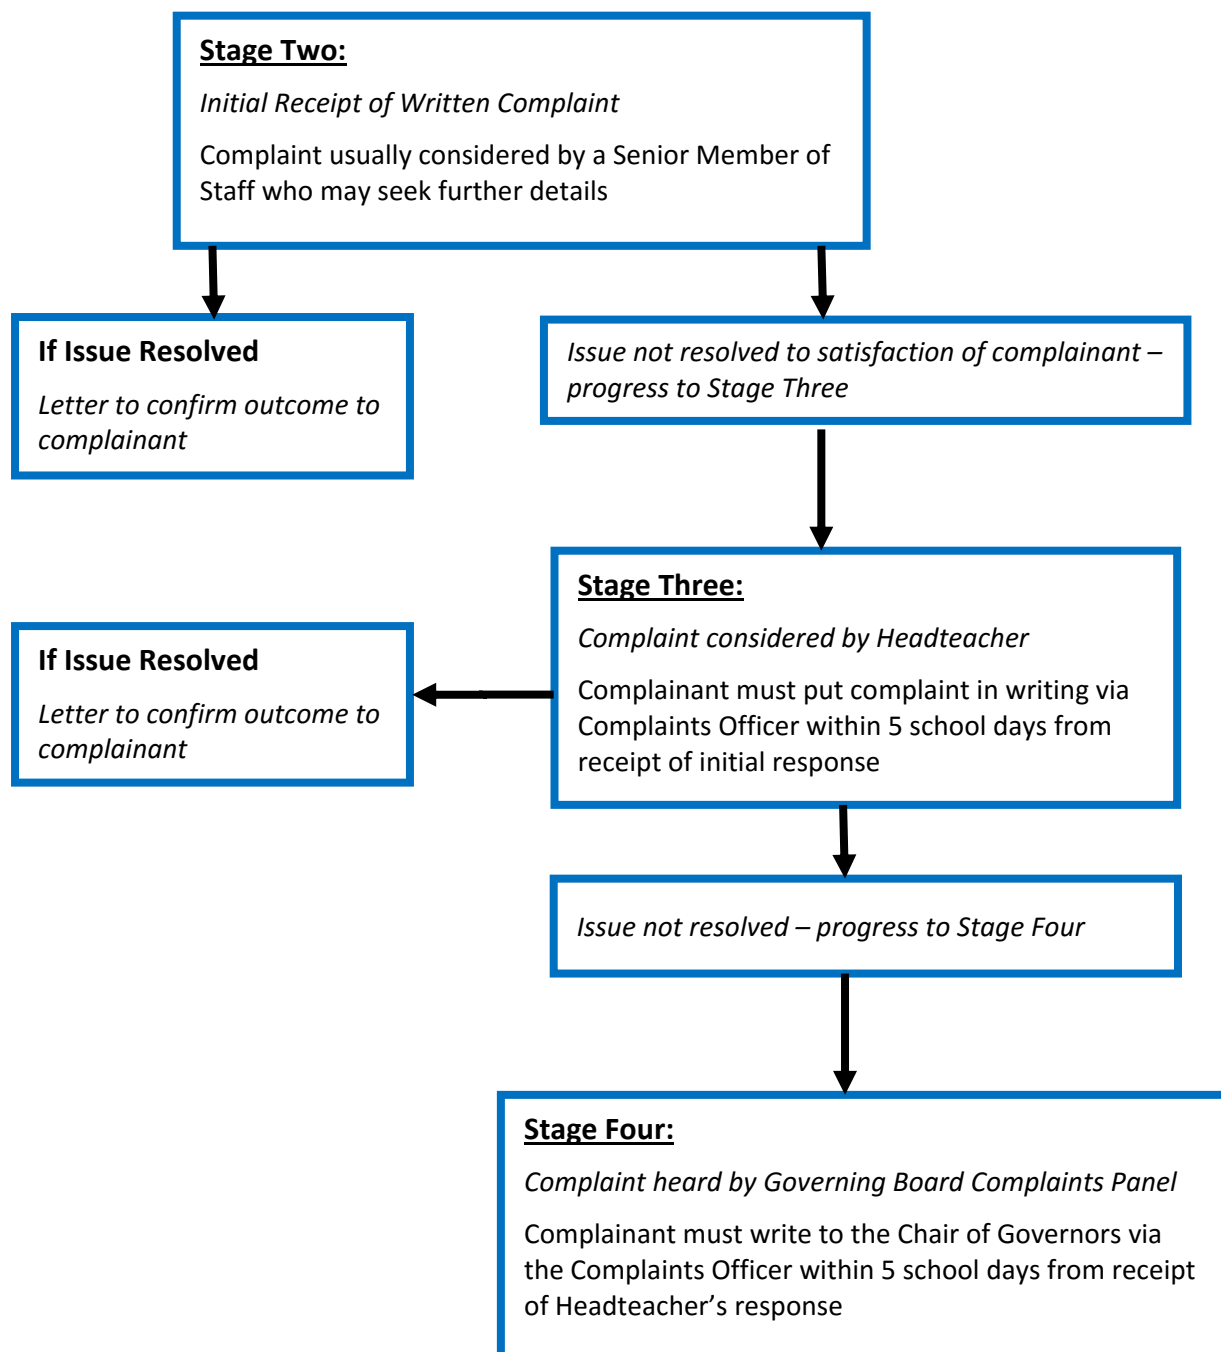 Stage Two:
Initial Receipt of Written Complaint
Complaint usually considered by a Senior Member of
Staff who may seek further details
If Issue Resolved
Letter to confirm outcome to
complainant
Issue not resolved to satisfaction of complainant –
progress to Stage Three
Stage Three:
Complaint considered by Headteacher
Complainant must put complaint in writing via
Complaints Officer within 5 school days from
receipt of initial response
If Issue Resolved
Letter to confirm outcome to
complainant
Issue not resolved – progress to Stage Four
Stage Four:
Complaint heard by Governing Board Complaints Panel
Complainant must write to the Chair of Governors via
the Complaints Officer within 5 school days from receipt
of Headteacher’s response